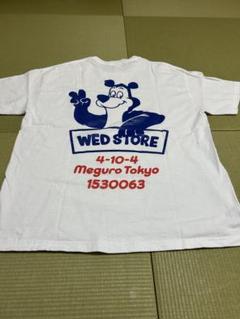 WED STORE
4-10-4
Meguro Tokyo
1530063